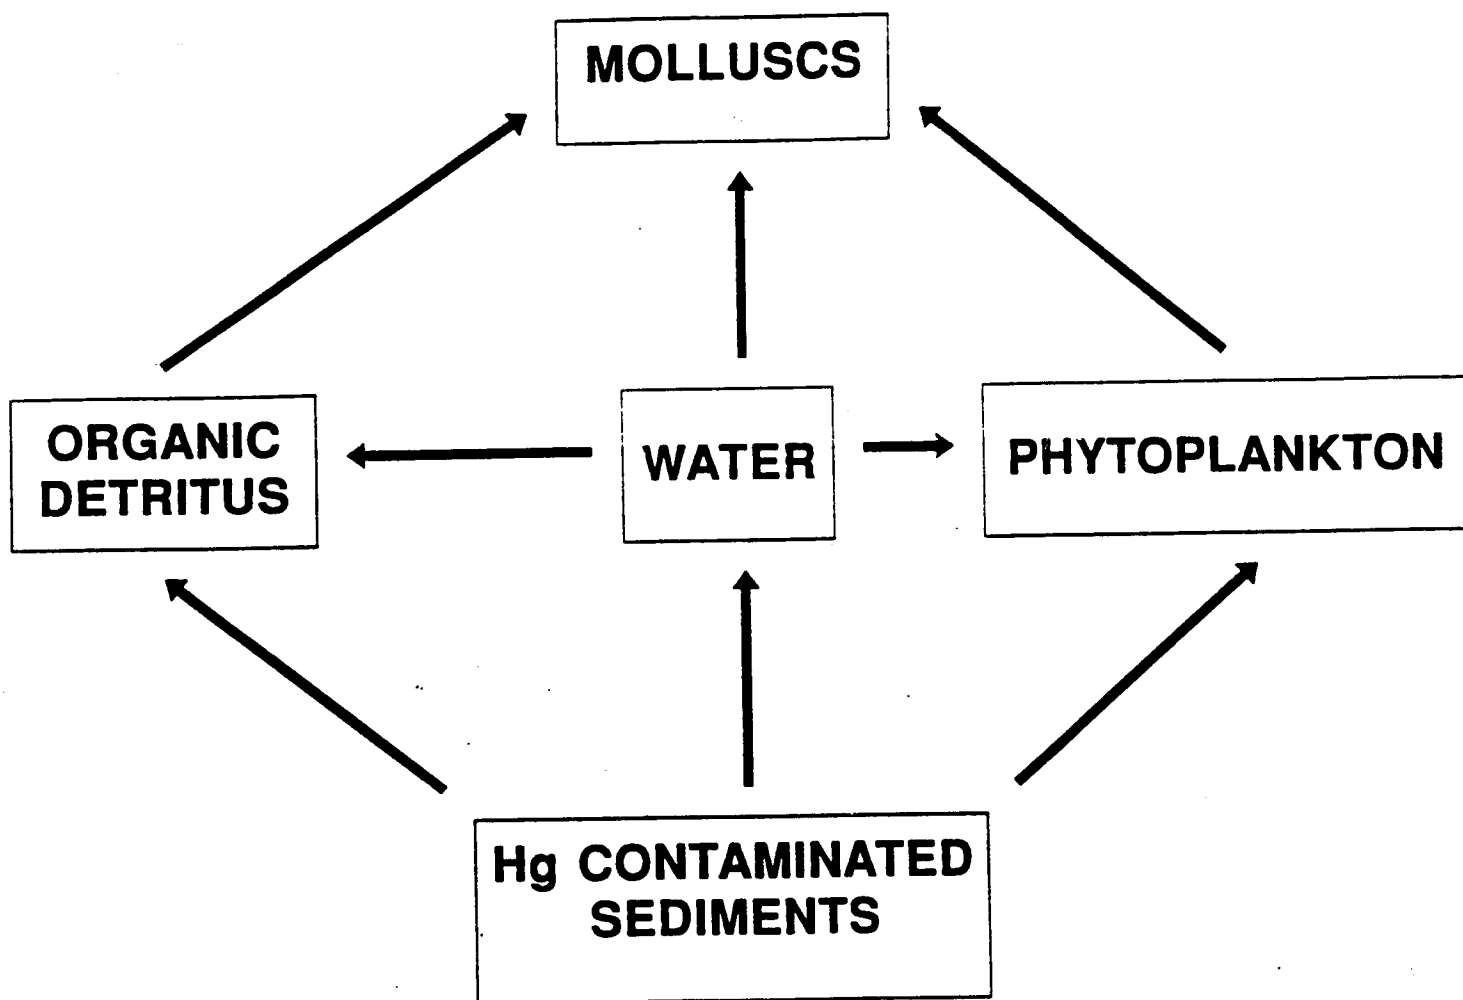 MOLLUSCS
ORGANIC
DETRITUS
WATER
PHYTOPLANKTON
Hg CONTAMINATED
SEDIMENTS